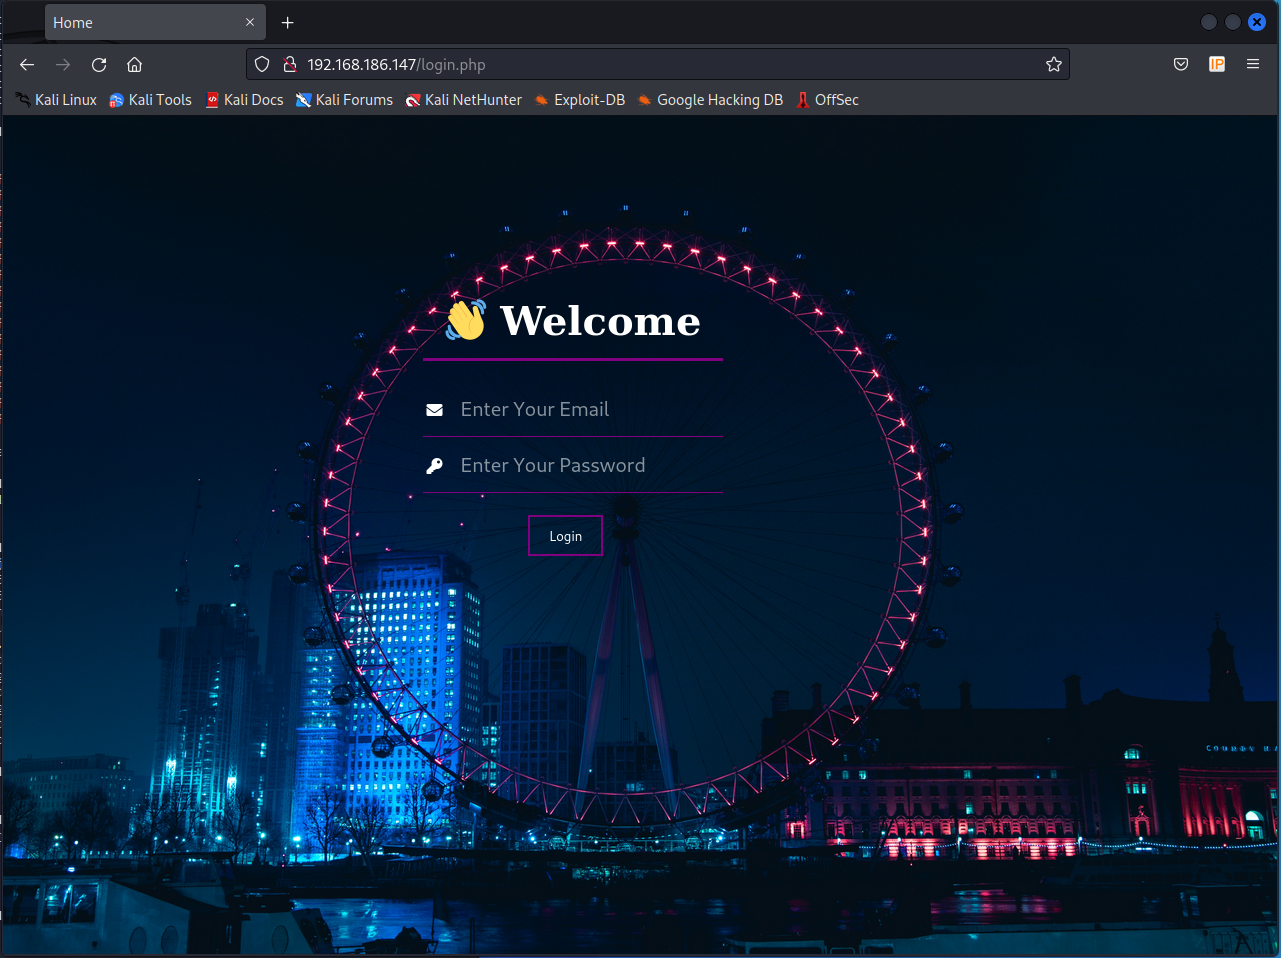 Home
192.168.186.147/login.php
IP
Kali Linux Kali Tools Kali Docs Kali Forums Kali NetHunter Exploit-DB Google Hacking DB OffSec
👋 Welcome
Enter Your Email
Enter Your Password
Login